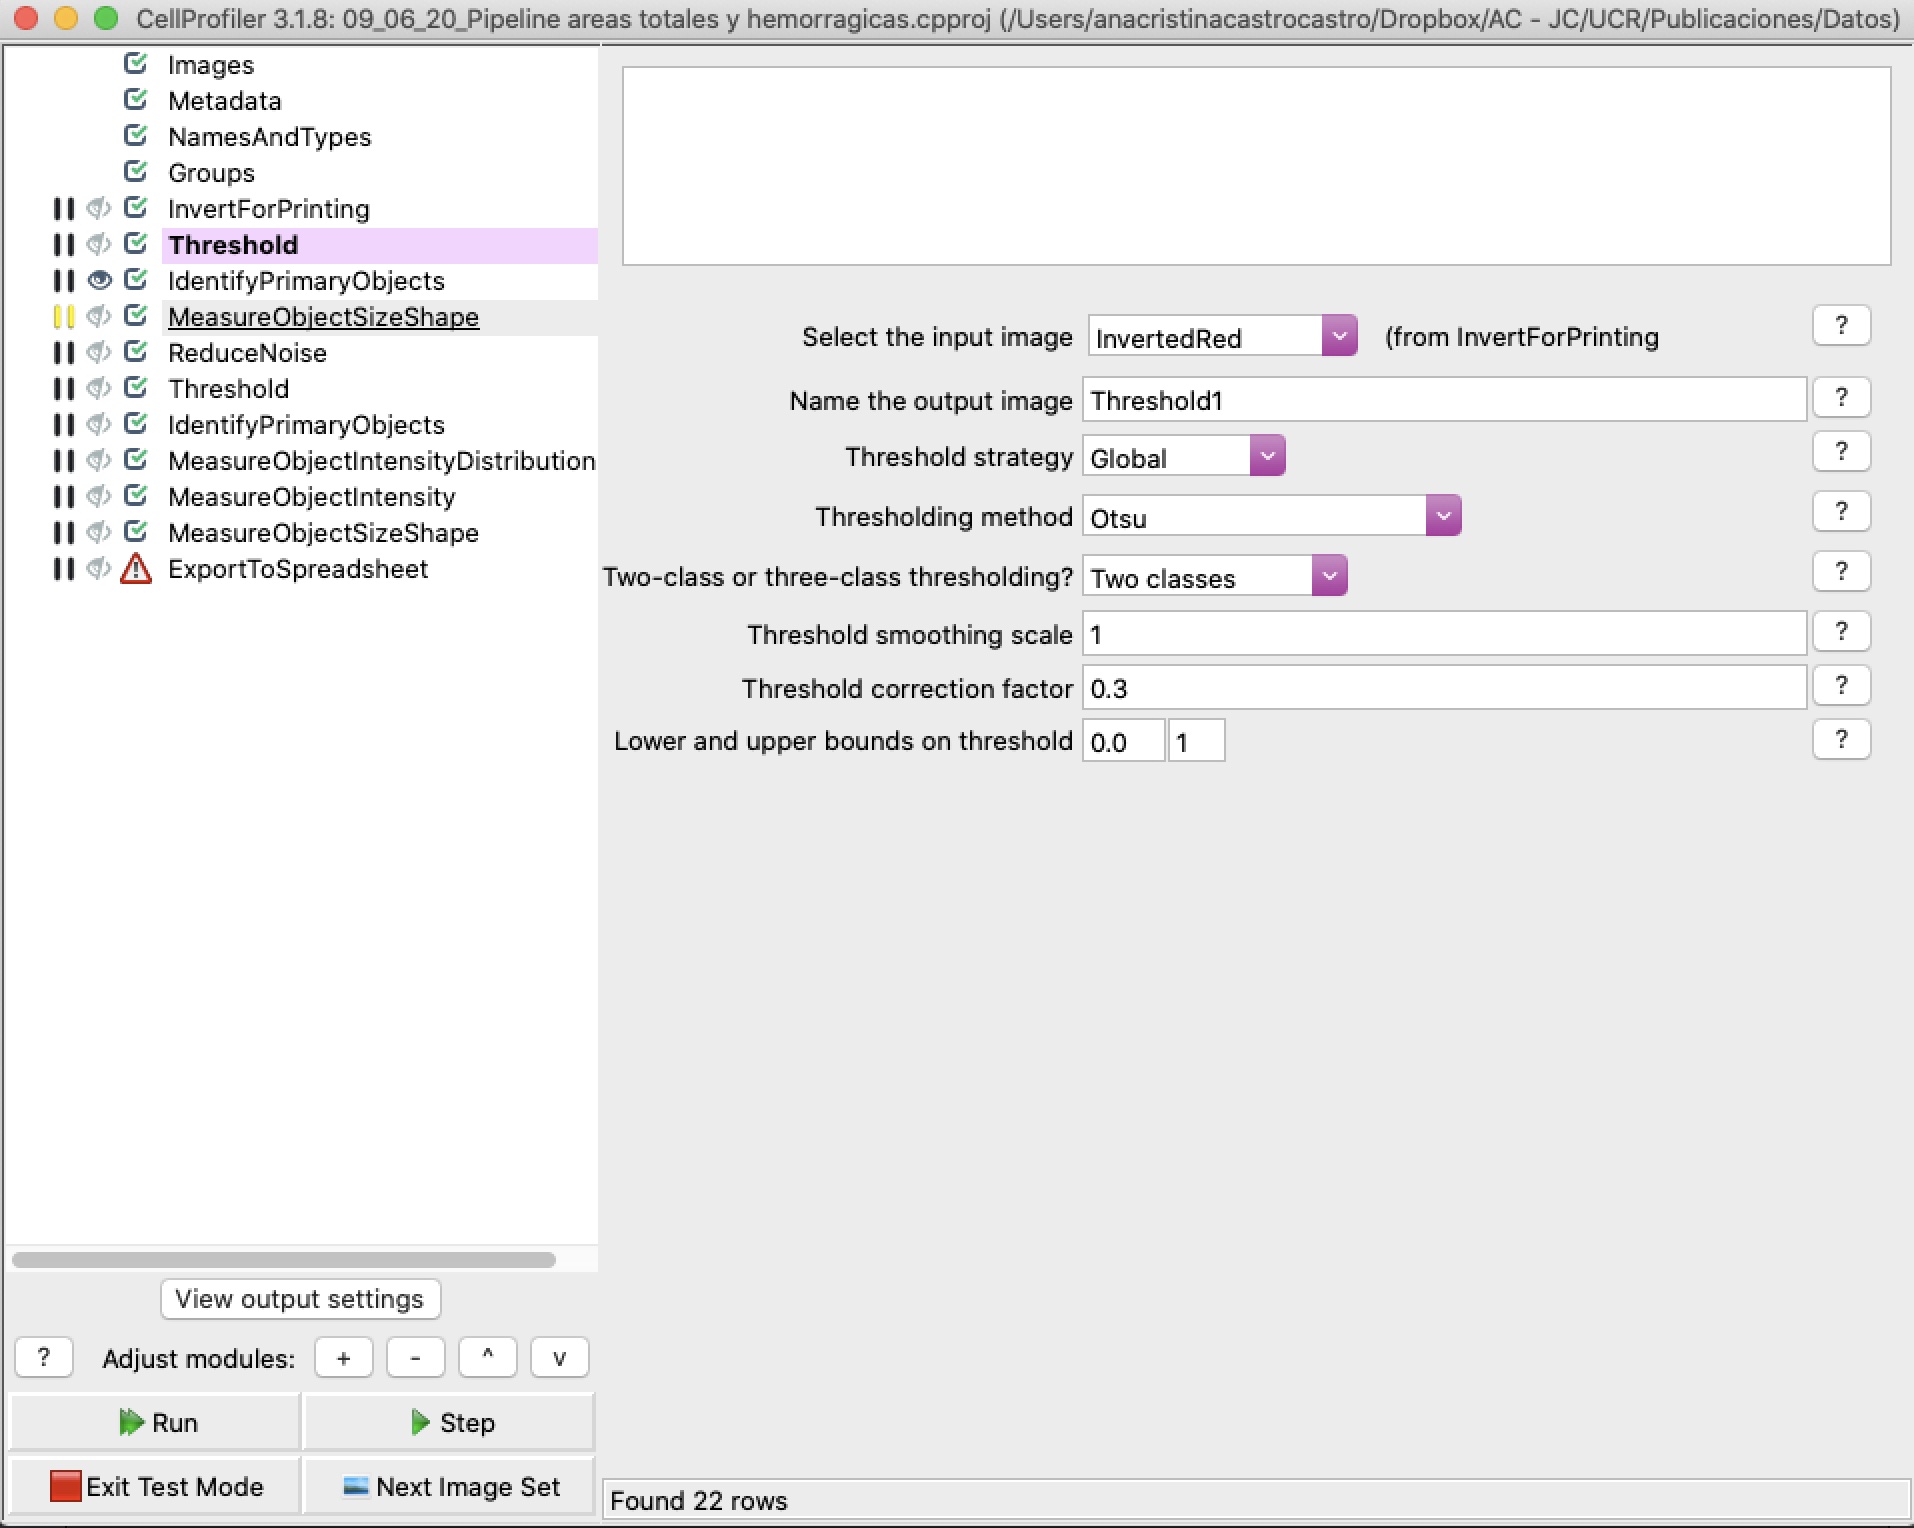 CellProfiler 3.1.8: 09_06_20_Pipeline areas totales y hemorragicas.cpproj (/Users/anacristinacastrocastro/Dropbox/AC - JC/UCR/Publicaciones/Datos)
Images
Metadata
NamesAndTypes
Groups
InvertForPrinting
Threshold
IdentifyPrimaryObjects
MeasureObjectSizeShape
ReduceNoise
Threshold
IdentifyPrimaryObjects
MeasureObjectIntensityDistribution
MeasureObjectIntensity
MeasureObjectSizeShape
ExportToSpreadsheet
View output settings
? Adjust modules: + - ^ v
Run Step
Exit Test Mode Next Image Set
Select the input image InvertedRed (from InvertForPrinting ?
Name the output image Threshold1 ?
Threshold strategy Global ?
Thresholding method Otsu ?
Two-class or three-class thresholding? Two classes ?
Threshold smoothing scale 1 ?
Threshold correction factor 0.3 ?
Lower and upper bounds on threshold 0.0 1 ?
Found 22 rows